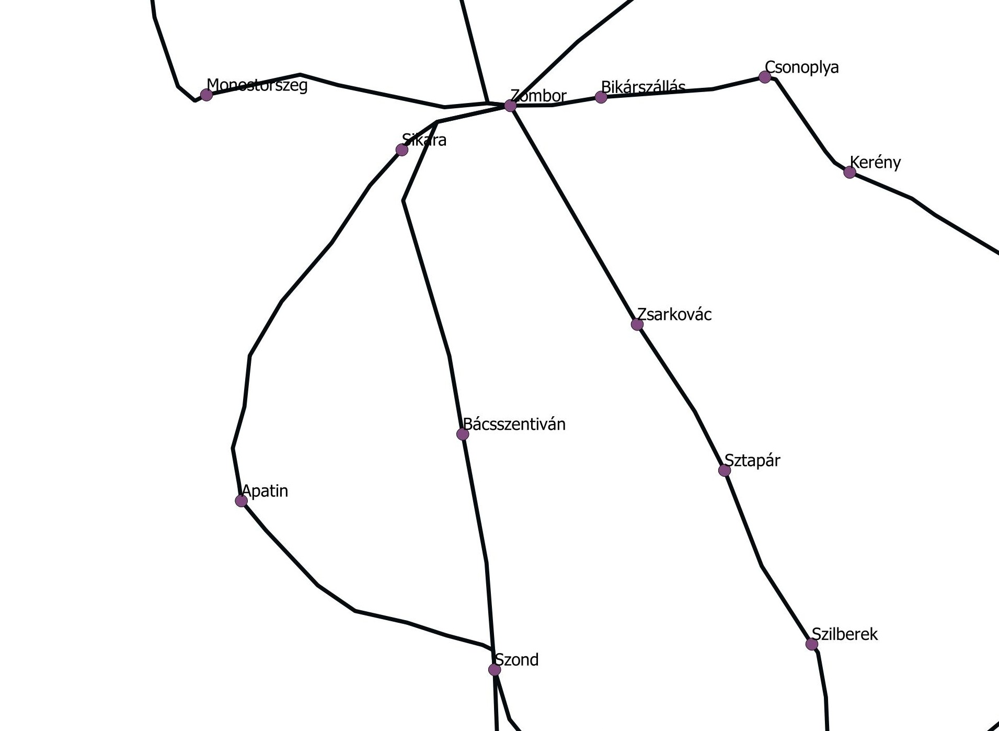 Csonoplya
Monostorszeg
Bikárszállás
Zombor
Sikara
Kerény
Zsarkovác
Bácsszentiván
Sztapár
Apatin
Szilberek
Szond